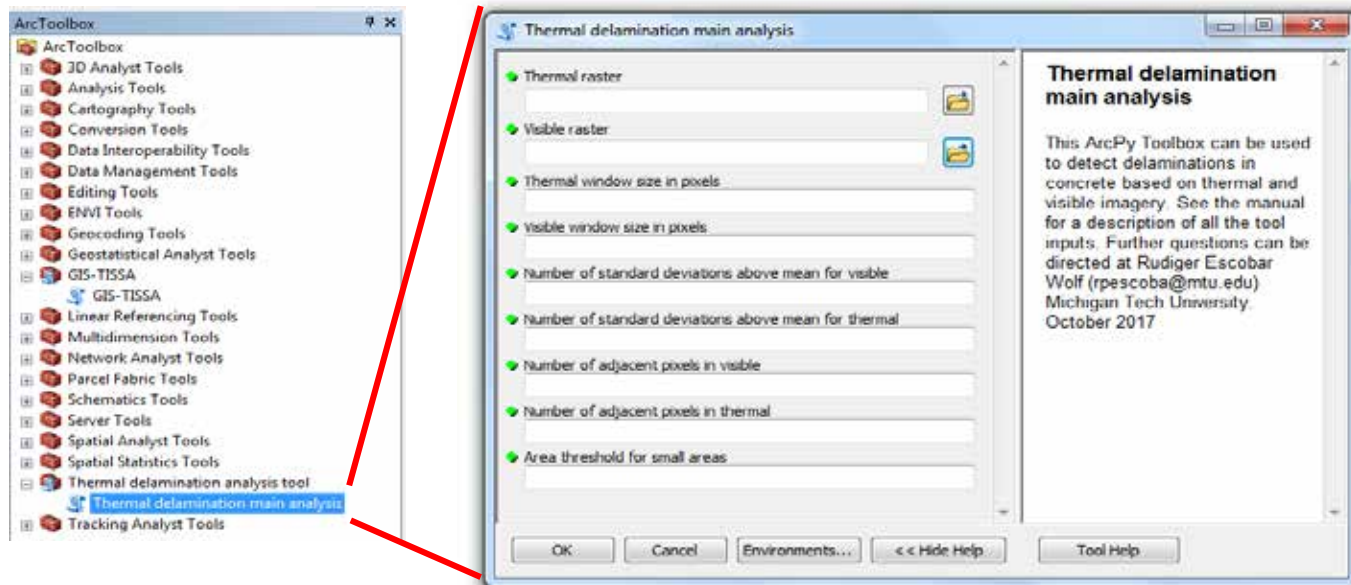 ArcToolbox
ArcToolbox
3D Analyst Tools
Analysis Tools
Cartography Tools
Conversion Tools
Data Interoperability Tools
Data Management Tools
Editing Tools
ENVI Tools
Geocoding Tools
Geostatistical Analyst Tools
GIS-TISSA
GIS-TISSA
Linear Referencing Tools
Multidimension Tools
Network Analyst Tools
Parcel Fabric Tools
Schematics Tools
Server Tools
Spatial Analyst Tools
Spatial Statistics Tools
Thermal delamination analysis tool
Thermal delamination main analysis
Tracking Analyst Tools
Thermal delamination main analysis
Thermal raster
Visible raster
Thermal window size in pixels
Visible window size in pixels
Number of standard deviations above mean for visible
Number of standard deviations above mean for thermal
Number of adjacent pixels in visible
Number of adjacent pixels in thermal
Area threshold for small areas
OK
Cancel
Environments...
<< Hide Help
Thermal delamination
main analysis
This ArcPy Toolbox can be used
to detect delaminations in
concrete based on thermal and
visible imagery. See the manual
for a description of all the tool
inputs. Further questions can be
directed at Rudiger Escobar
Wolf (rpescoba@mtu.edu)
Michigan Tech University.
October 2017
Tool Help